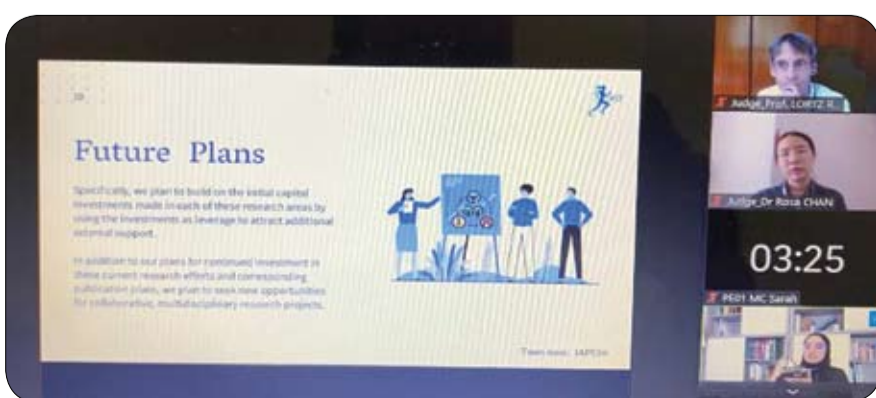 Future Plans
Specifically, we plan to build on the initial capital
investments made in each of these research areas by
using the investments as leverage to attract additional
external support.
In addition to our plans for continued investment in
these current research efforts and corresponding
publication plans, we plan to seek new opportunities
for collaborative, multidisciplinary research projects.
Judge_Prof.
Judge_Dr Rosa CHAN
03:25
PE01 MC Sarah